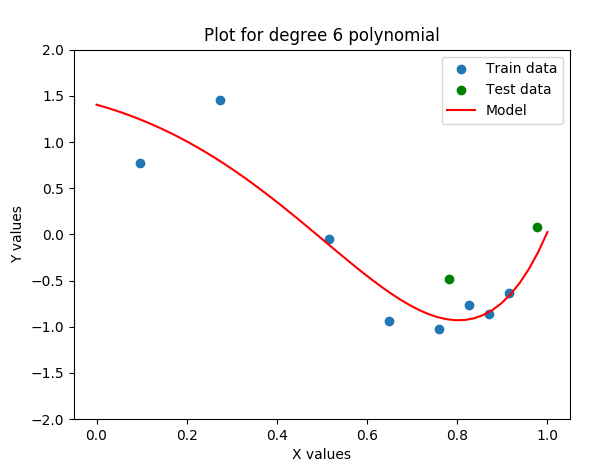 Plot for degree 6 polynomial
Train data
Test data
Model
Y values
2.0
1.5
1.0
0.5
0.0
−0.5
−1.0
−1.5
−2.0
0.0 0.2 0.4 0.6 0.8 1.0
X values